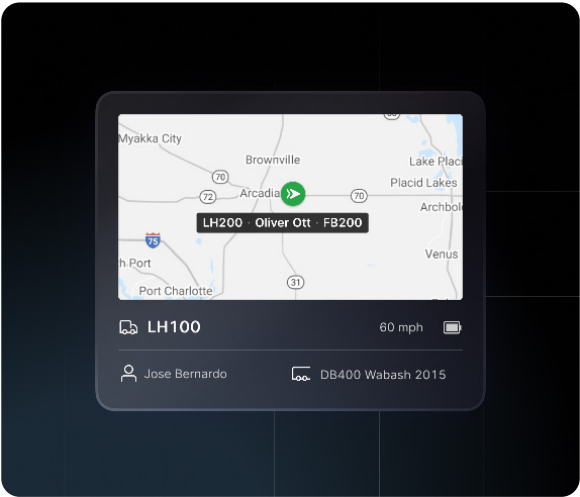 Myakka City
Brownville
Lake Placi
70
Placid Lakes
72
Arcadia
70
Archbol
LH200 · Oliver Ott · FB200
75
Venus
h Port
31
Port Charlotte
LH100
60 mph
Jose Bernardo
DB400 Wabash 2015